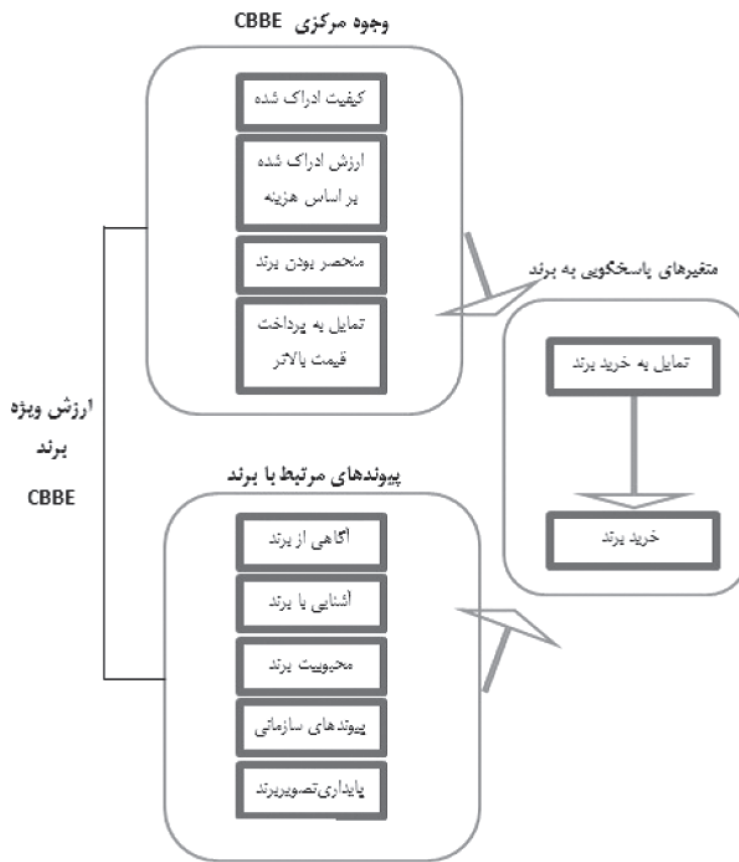 وجوه مرکزی CBBE
کیفیت ادراک شده
ارزش ادراک شده
بر اساس هزینه
منحصر بودن برند
تمایل به پرداخت
قیمت بالاتر
متغیرهای پاسخگویی به برند
تمایل به خرید برند
خرید برند
ارزش ویژه
برند
CBBE
پیوندهای مرتبط با برند
آگاهی از برند
آشنایی با برند
محبوبیت برند
پیوندهای سازمانی
پایداری‌تصویربرند